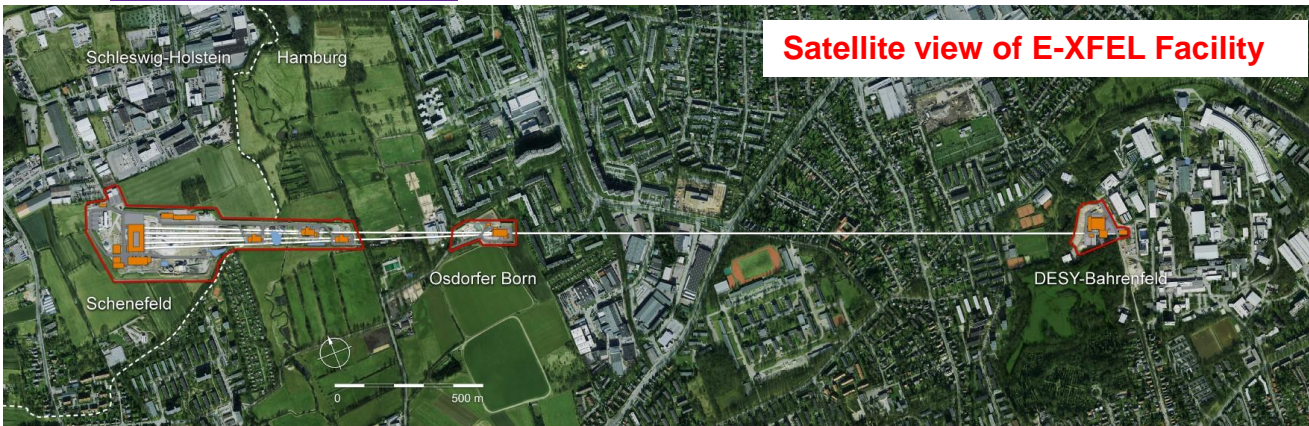 Satellite view of E-XFEL Facility
Schleswig-Holstein
Hamburg
Osdorfer Born
DESY-Bahrenfeld
Schenefeld
0
500 m